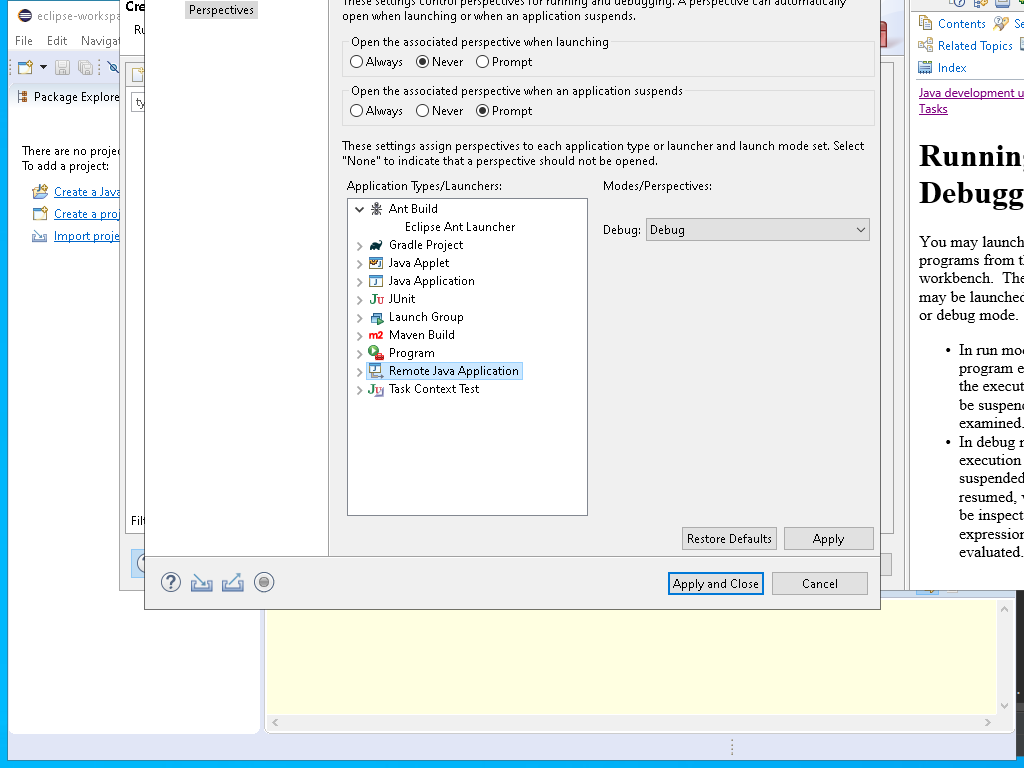 eclipse-workspa
File Edit Navigat
Package Explore
There are no projec
To add a project:
Create a Java
Create a proj
Import proje
Cre
Ru
ty
Filt
Perspectives
These settings control perspectives for running and debugging. A perspective can automatically
open when launching or when an application suspends.
Open the associated perspective when launching
Always Never Prompt
Open the associated perspective when an application suspends
Always Never Prompt
These settings assign perspectives to each application type or launcher and launch mode set. Select
"None" to indicate that a perspective should not be opened.
Application Types/Launchers:
Modes/Perspectives:
Ant Build
Eclipse Ant Launcher
Gradle Project
Java Applet
Java Application
JUnit
Launch Group
Maven Build
Program
Remote Java Application
Task Context Test
Debug: Debug
Restore Defaults Apply
Apply and Close Cancel
Contents Se
Related Topics
Index
Java development u
Tasks
Running
Debugg
You may launch
programs from th
workbench. The
may be launched
or debug mode.
• In run mod
program e
the execut
be suspend
examined.
• In debug m
execution
suspended
resumed, v
be inspect
expression
evaluated.